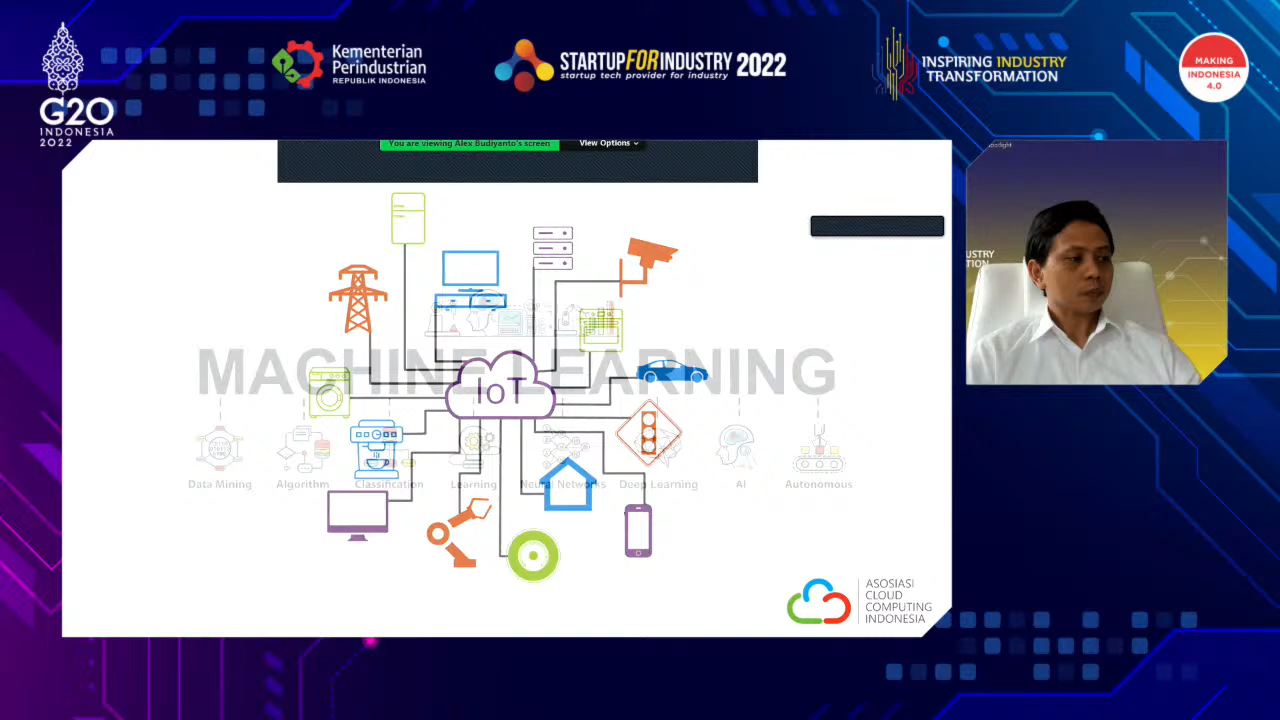 G20
INDONESIA
2022
Kementerian
Perindustrian
REPUBLIK INDONESIA
STARTUPFORINDUSTRY 2022
startup tech provider for industry
INSPIRING INDUSTRY
TRANSFORMATION
MAKING
INDONESIA
4.0
You are viewing Alex Budiyanto's screen
View Options
MACHINE LEARNING
IoT
Data Mining
Algorithm
Classification
Learning
Neural Networks
Deep Learning
AI
Autonomous
ASOSIASI
CLOUD
COMPUTING
INDONESIA